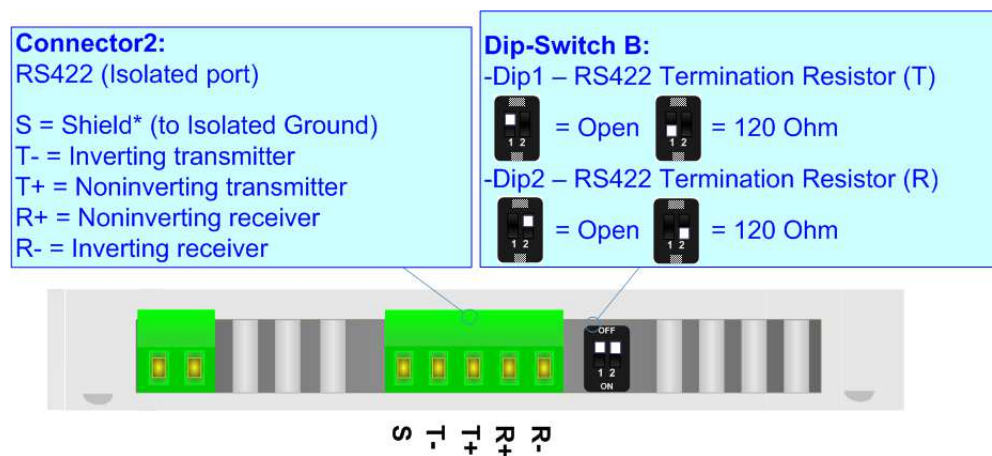 Connector2:
RS422 (Isolated port)
S = Shield* (to Isolated Ground)
T- = Inverting transmitter
T+ = Noninverting transmitter
R+ = Noninverting receiver
R- = Inverting receiver
Dip-Switch B:
-Dip1 – RS422 Termination Resistor (T)
1 2 = Open 1 2 = 120 Ohm
-Dip2 – RS422 Termination Resistor (R)
1 2 = Open 1 2 = 120 Ohm
OFF
1 2
ON
S T- T+ R+ R-